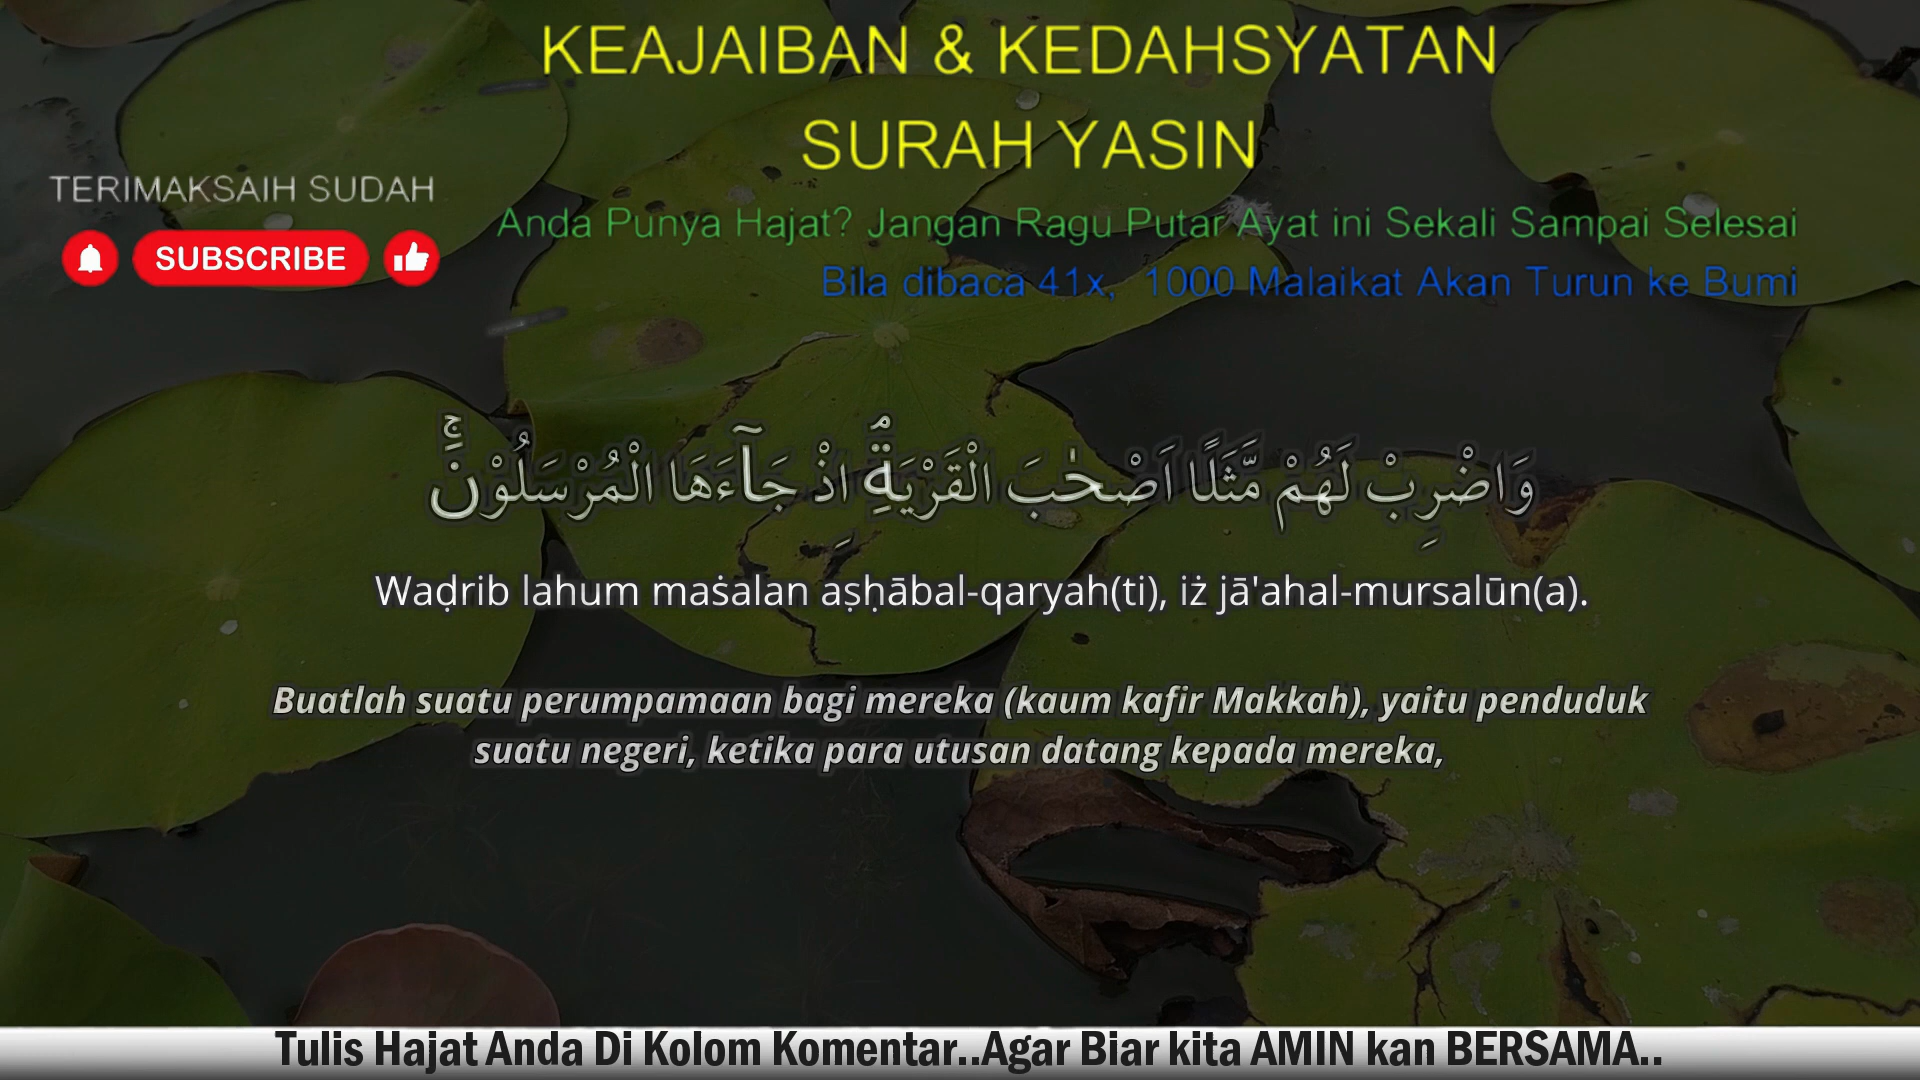 KEAJAIBAN & KEDAHSYATAN
SURAH YASIN
TERIMAKSAIH SUDAH
SUBSCRIBE
Anda Punya Hajat? Jangan Ragu Putar Ayat ini Sekali Sampai Selesai
Bila dibaca 41x, 1000 Malaikat Akan Turun ke Bumi
وَاضْرِبْ لَهُمْ مَّثَلًا اَصْحٰبَ الْقَرْيَةِۘ اِذْ جَاۤءَهَا الْمُرْسَلُوْنَۚ
Waḍrib lahum maṡalan aṣḥābal-qaryah(ti), iż jā'ahal-mursalūn(a).
Buatlah suatu perumpamaan bagi mereka (kaum kafir Makkah), yaitu penduduk
suatu negeri, ketika para utusan datang kepada mereka,
Tulis Hajat Anda Di Kolom Komentar..Agar Biar kita AMIN kan BERSAMA..